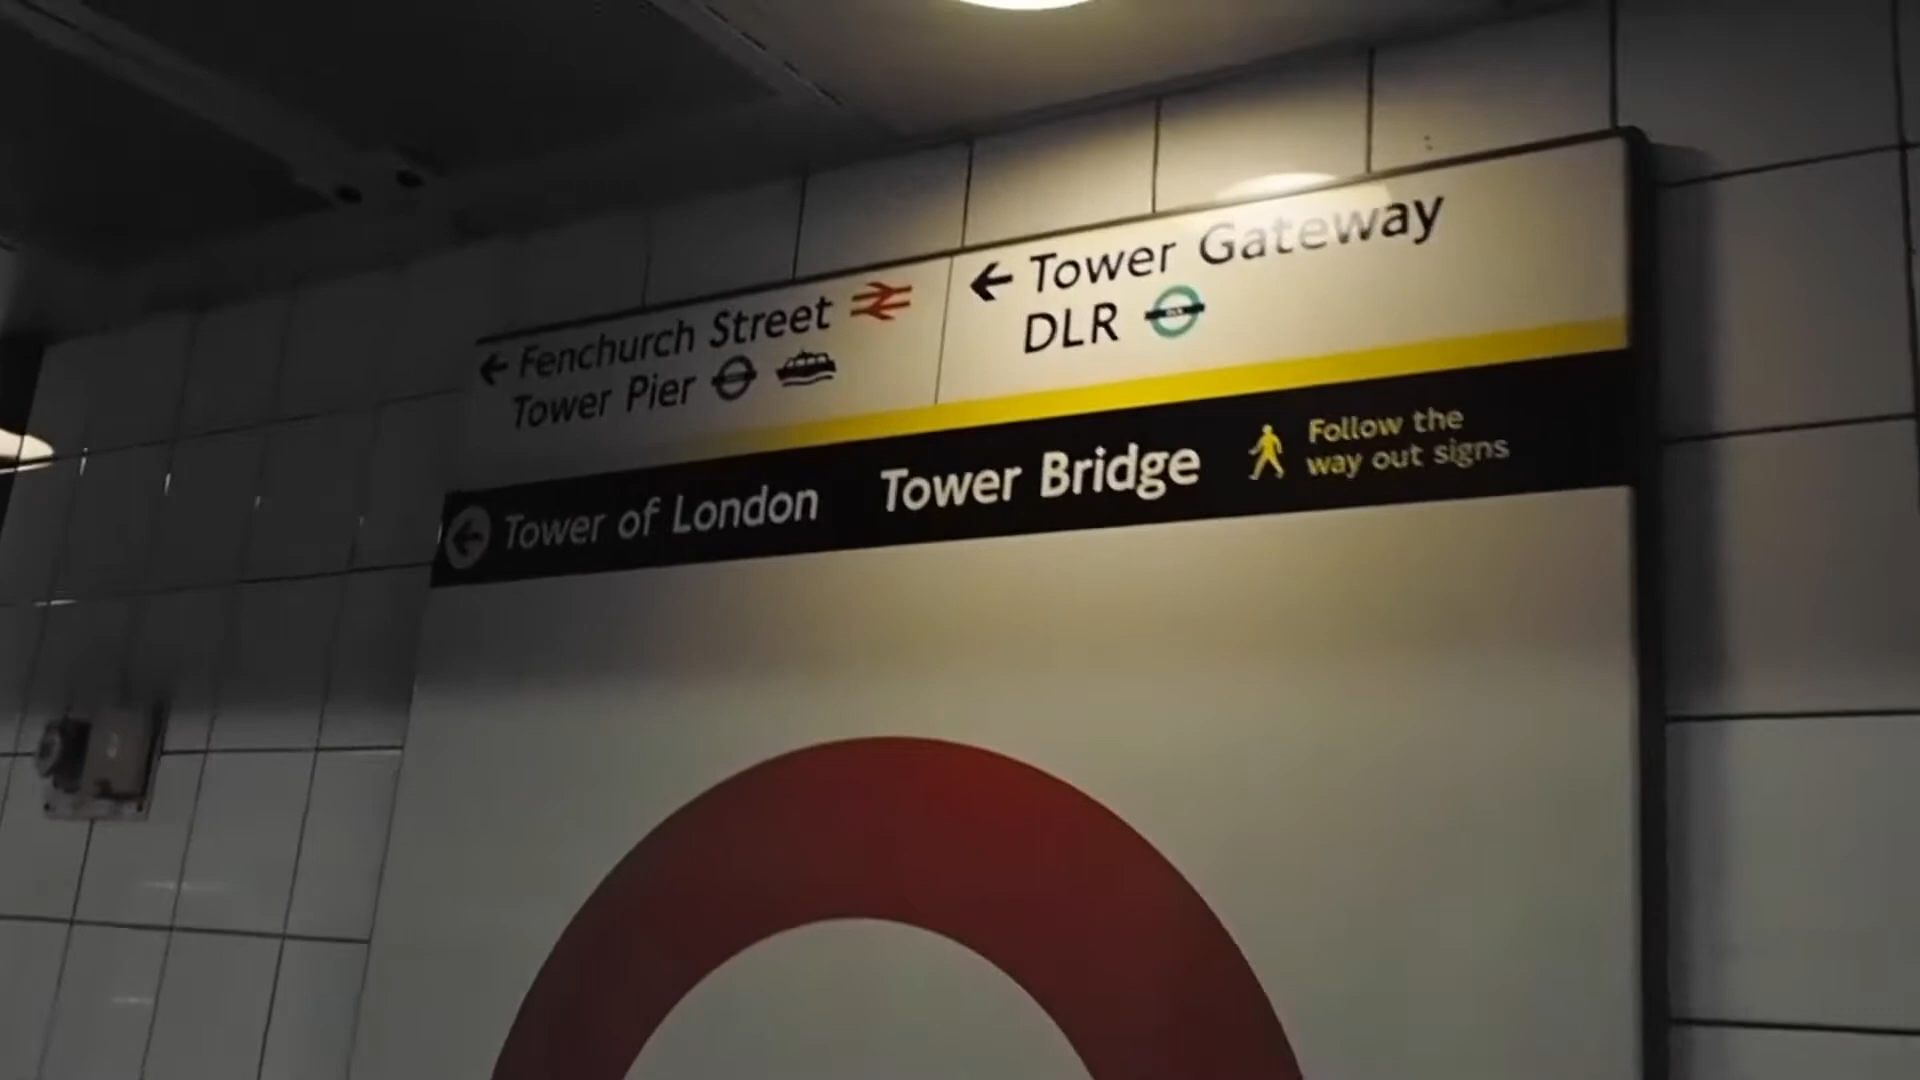 Fenchurch Street
Tower Pier
Tower Gateway
DLR
Tower of London
Tower Bridge
Follow the
way out signs